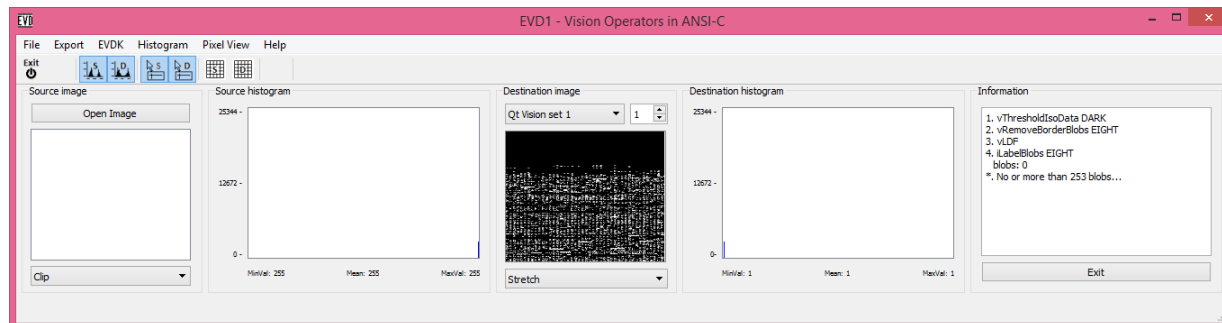 EVD
EVD1 - Vision Operators in ANSI-C
File Export EVDK Histogram Pixel View Help
Exit
S D S D S D
Source image
Open Image
Clip
Source histogram
25344 -
12672 -
0 -
MinVal: 255 Mean: 255 MaxVal: 255
Destination image
Qt Vision set 1 1
Stretch
Destination histogram
25344 -
12672 -
0-
MinVal: 1 Mean: 1 MaxVal: 1
Information
1. vThresholdIsoData DARK
2. vRemoveBorderBlobs EIGHT
3. vLDF
4. iLabelBlobs EIGHT
blobs: 0
*. No or more than 253 blobs...
Exit